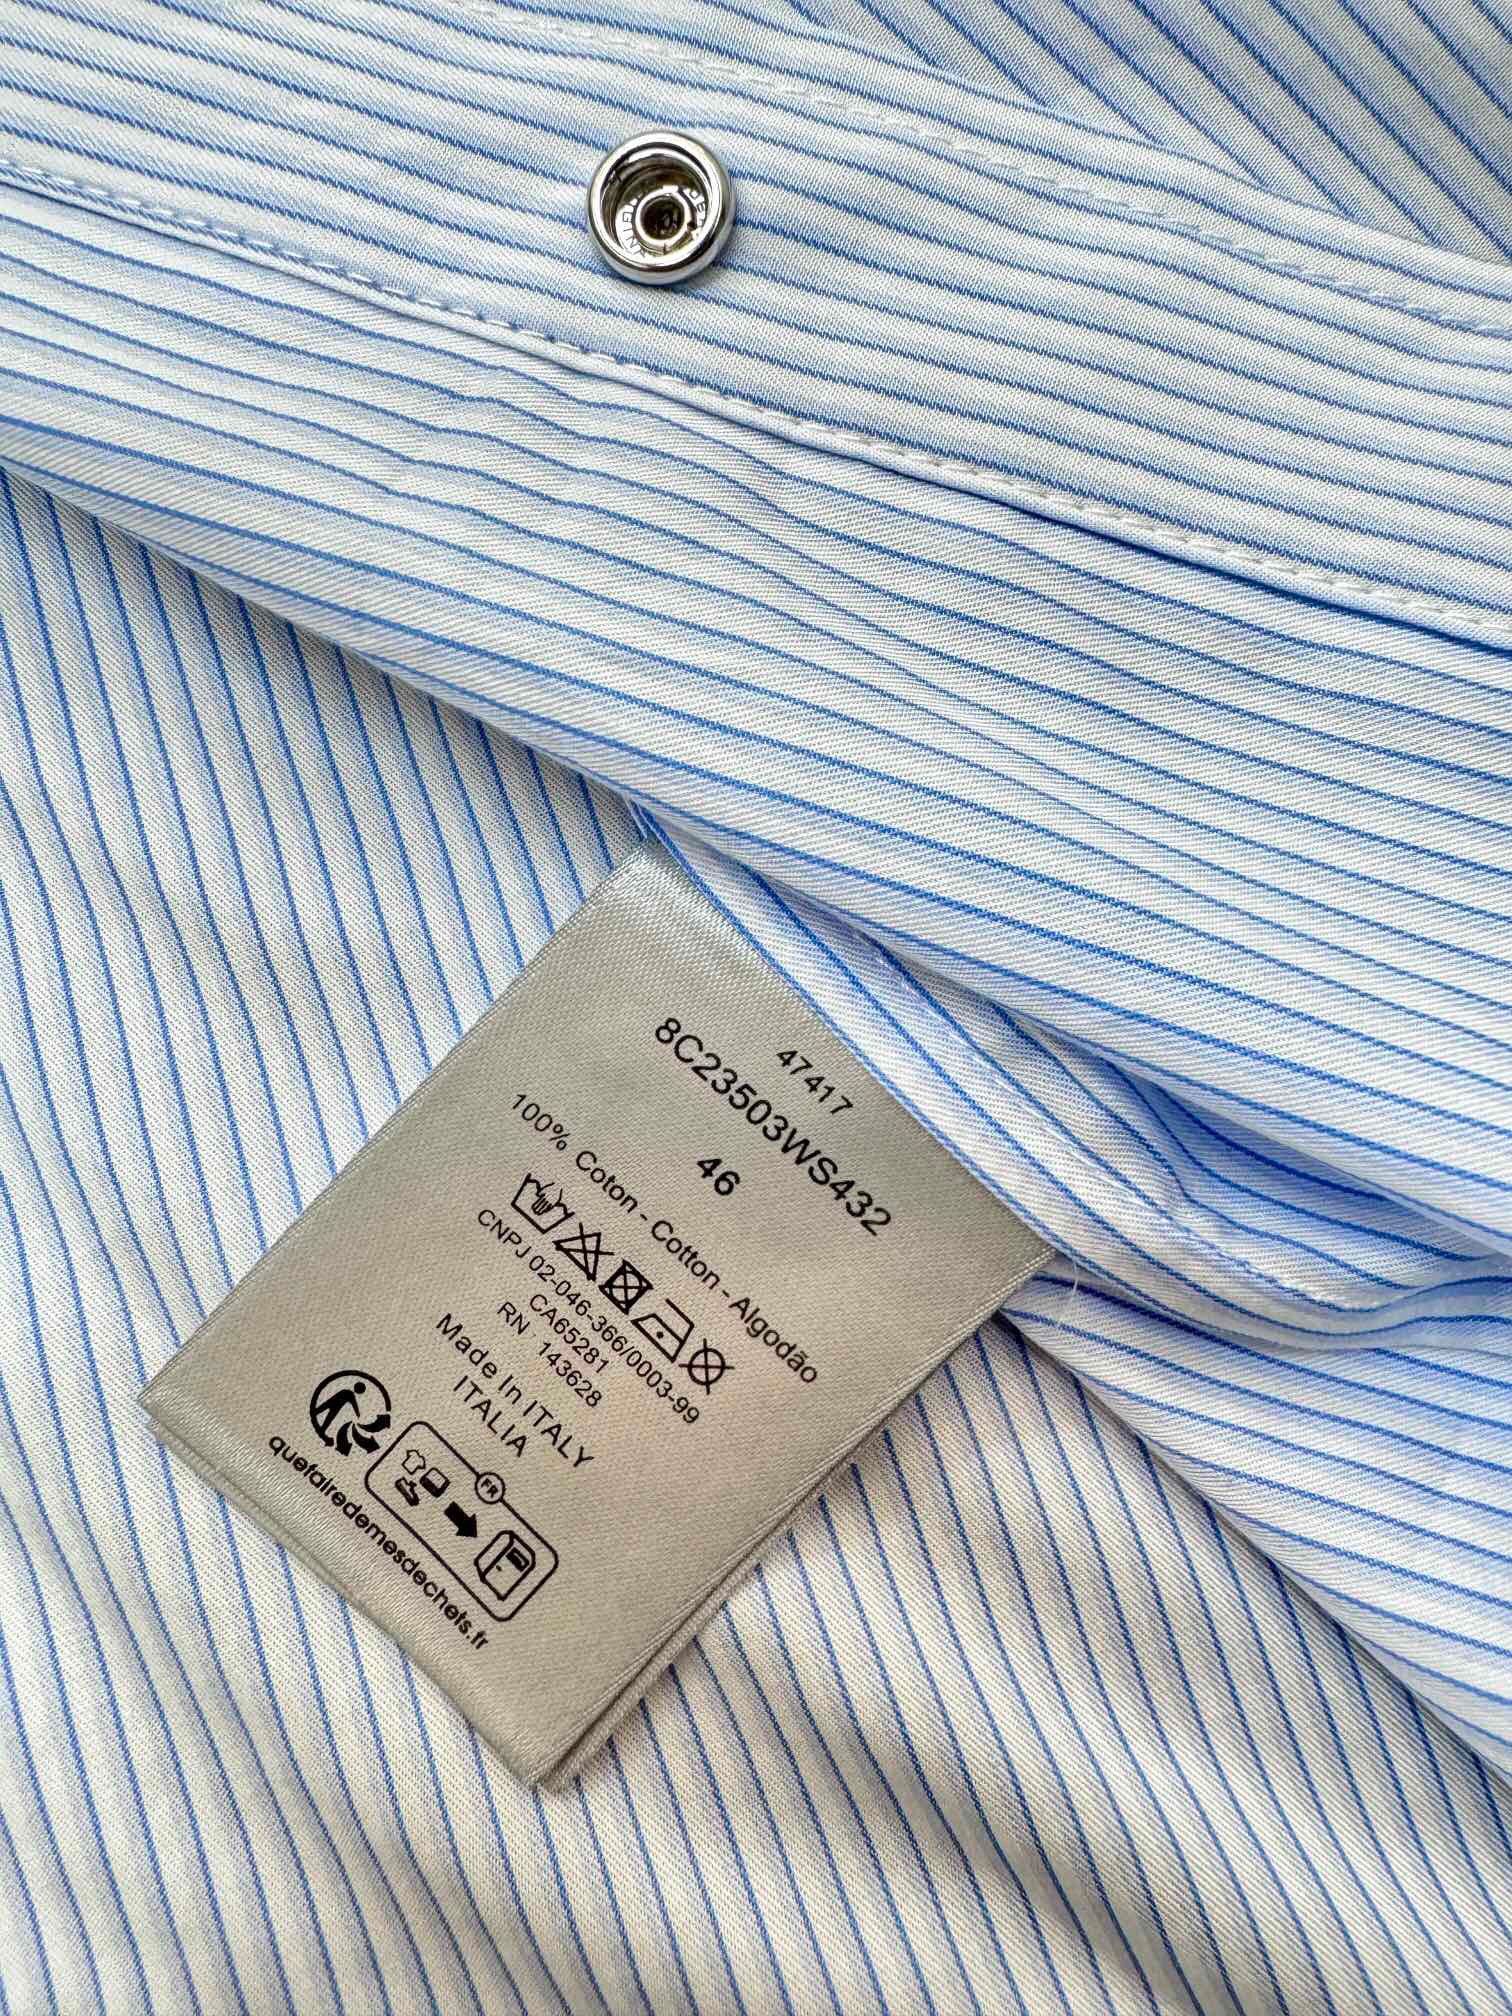 47417
8C23503WS432
46
100% Coton - Cotton - Algodão
CNPJ 02-046-366/0003-99
CA65281
RN 143628
Made In ITALY
ITALIA
FR
quefairedemesdechets.fr